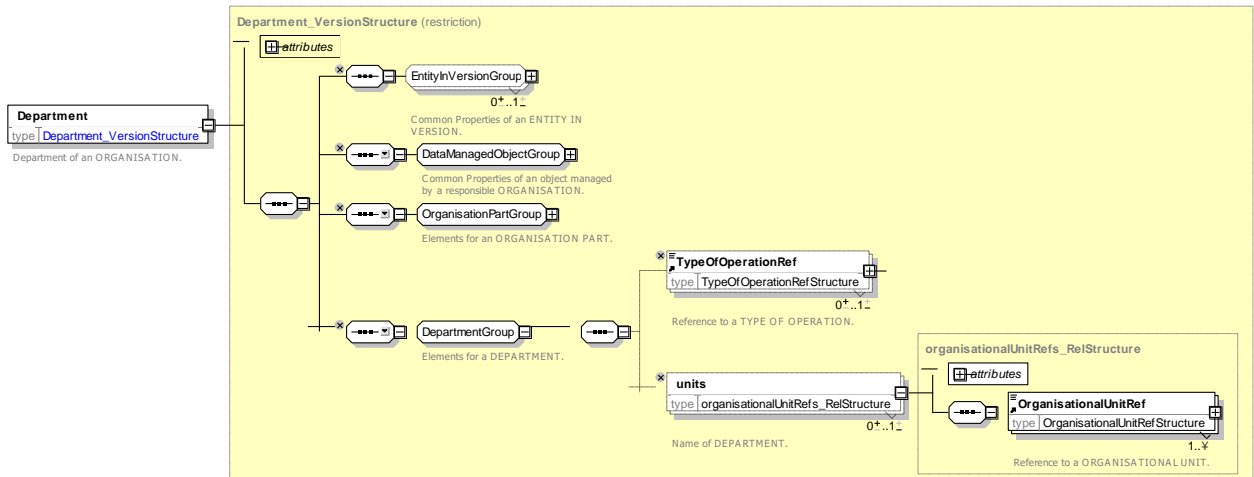 Department_VersionStructure (restriction)
attributes
EntityInVersionGroup
0..1
Common Properties of an ENTITY IN
VERSION.
Department
type Department_VersionStructure
Department of an ORGANISATION.
DataManagedObjectGroup
Common Properties of an object managed
by a responsible ORGANISATION.
OrganisationPartGroup
Elements for an ORGANISATION PART.
TypeOfOperationRef
type TypeOfOperationRefStructure
0..1
Reference to a TYPE OF OPERATION.
DepartmentGroup
Elements for a DEPARTMENT.
organisationalUnitRefs_RelStructure
attributes
units
type organisationalUnitRefs_RelStructure
0..1
Name of DEPARTMENT.
OrganisationalUnitRef
type OrganisationalUnitRefStructure
1..¥
Reference to a ORGANISATIONAL UNIT.